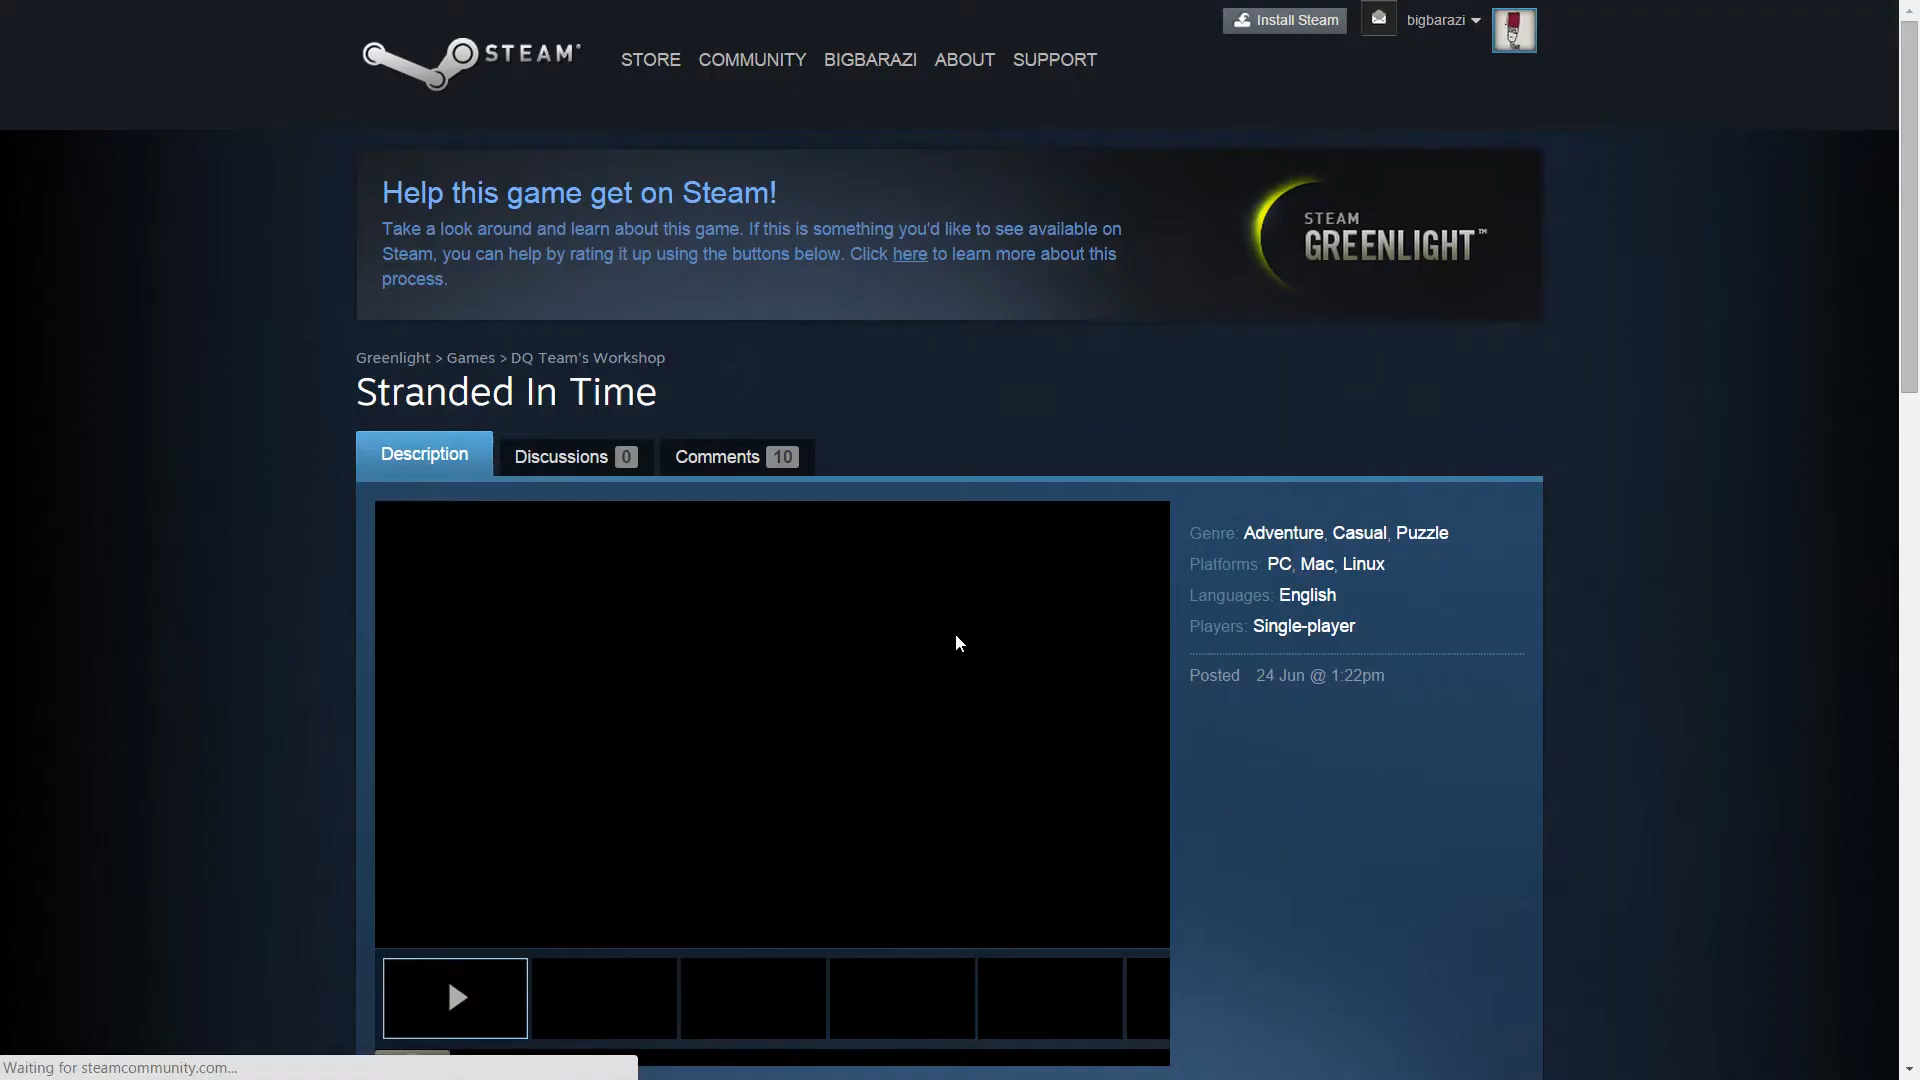 Install Steam
bigbarazi
STEAM
STORE COMMUNITY BIGBARAZI ABOUT SUPPORT
Help this game get on Steam!
Take a look around and learn about this game. If this is something you'd like to see available on
Steam, you can help by rating it up using the buttons below. Click here to learn more about this
process.
STEAM
GREENLIGHT™
Greenlight > Games > DQ Team's Workshop
Stranded In Time
Description
Discussions 0
Comments 10
Genre: Adventure, Casual, Puzzle
Platforms: PC, Mac, Linux
Languages: English
Players: Single-player
Posted 24 Jun @ 1:22pm
Waiting for steamcommunity.com...